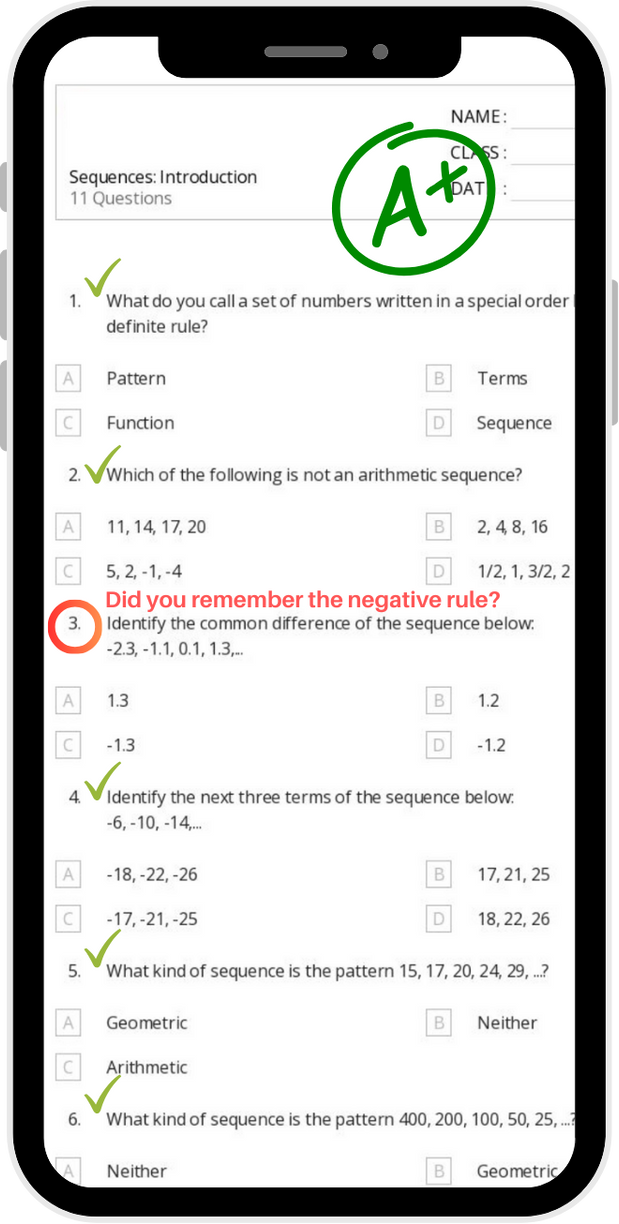 NAME:
CLASS:
Sequences: Introduction
DAT :
11 Questions
A+
1. What do you call a set of numbers written in a special order
definite rule?
A Pattern
B Terms
C Function
D Sequence
2. Which of the following is not an arithmetic sequence?
A 11, 14, 17, 20
B 2, 4, 8, 16
C 5, 2, -1, -4
D 1/2, 1, 3/2, 2
Did you remember the negative rule?
3. Identify the common difference of the sequence below:
-2.3, -1.1, 0.1, 1.3,...
A 1.3
B 1.2
C -1.3
D -1.2
4. Identify the next three terms of the sequence below:
-6, -10, -14,...
A -18, -22, -26
B 17, 21, 25
C -17, -21, -25
D 18, 22, 26
5. What kind of sequence is the pattern 15, 17, 20, 24, 29, ...?
A Geometric
B Neither
C Arithmetic
6. What kind of sequence is the pattern 400, 200, 100, 50, 25, ...?
A Neither
B Geometric